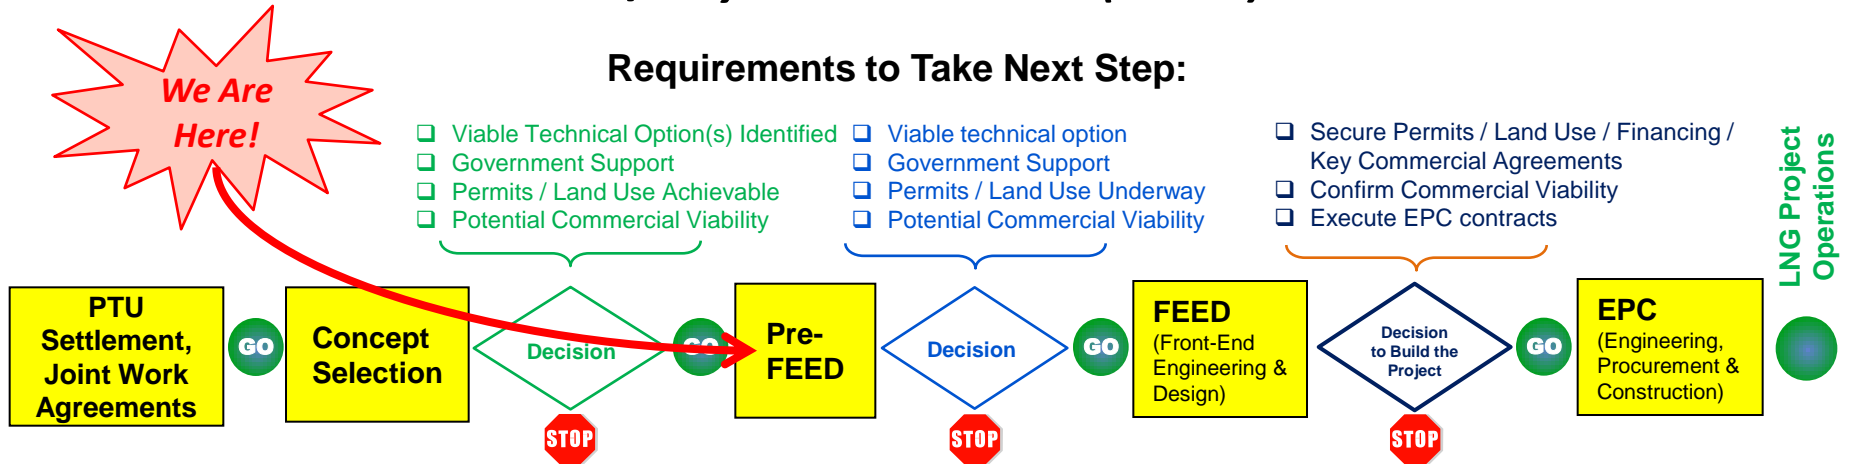 Requirements to Take Next Step:
We Are
Here!
❑ Viable Technical Option(s) Identified
❑ Government Support
❑ Permits / Land Use Achievable
❑ Potential Commercial Viability
❑ Viable technical option
❑ Government Support
❑ Permits / Land Use Underway
❑ Potential Commercial Viability
❑ Secure Permits / Land Use / Financing /
Key Commercial Agreements
❑ Confirm Commercial Viability
❑ Execute EPC contracts
LNG Project
Operations
PTU
Settlement,
Joint Work
Agreements
GO
Concept
Selection
Decision
STOP
GO
Pre-
FEED
Decision
STOP
GO
FEED
(Front-End
Engineering &
Design)
Decision
to Build the
Project
STOP
GO
EPC
(Engineering,
Procurement &
Construction)